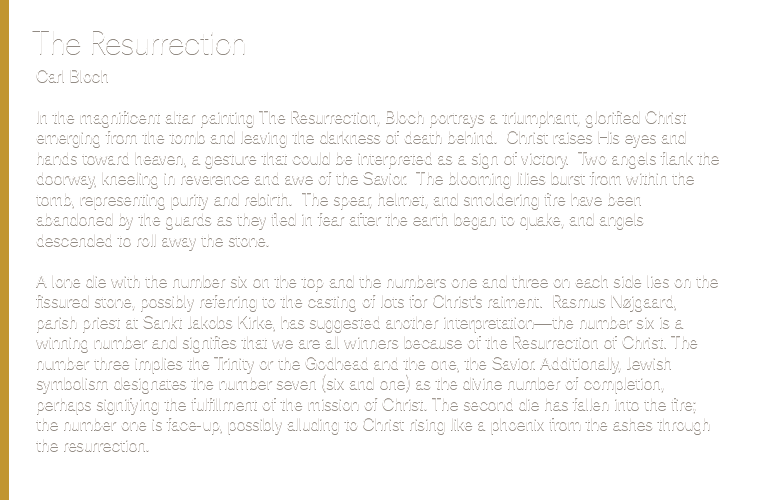 The Resurrection
Carl Bloch
In the magnificent altar painting The Resurrection, Bloch portrays a triumphant, glorified Christ
emerging from the tomb and leaving the darkness of death behind. Christ raises His eyes and
hands toward heaven, a gesture that could be interpreted as a sign of victory. Two angels flank the
doorway, kneeling in reverence and awe of the Savior. The blooming lilies burst from within the
tomb, representing purity and rebirth. The spear, helmet, and smoldering fire have been
abandoned by the guards as they fled in fear after the earth began to quake, and angels
descended to roll away the stone.
A lone die with the number six on the top and the numbers one and three on each side lies on the
fissured stone, possibly referring to the casting of lots for Christ's raiment. Rasmus Nøjgaard,
parish priest at Sankt Jakobs Kirke, has suggested another interpretation—the number six is a
winning number and signifies that we are all winners because of the Resurrection of Christ. The
number three implies the Trinity or the Godhead and the one, the Savior. Additionally, Jewish
symbolism designates the number seven (six and one) as the divine number of completion,
perhaps signifying the fulfillment of the mission of Christ. The second die has fallen into the fire;
the number one is face-up, possibly alluding to Christ rising like a phoenix from the ashes through
the resurrection.